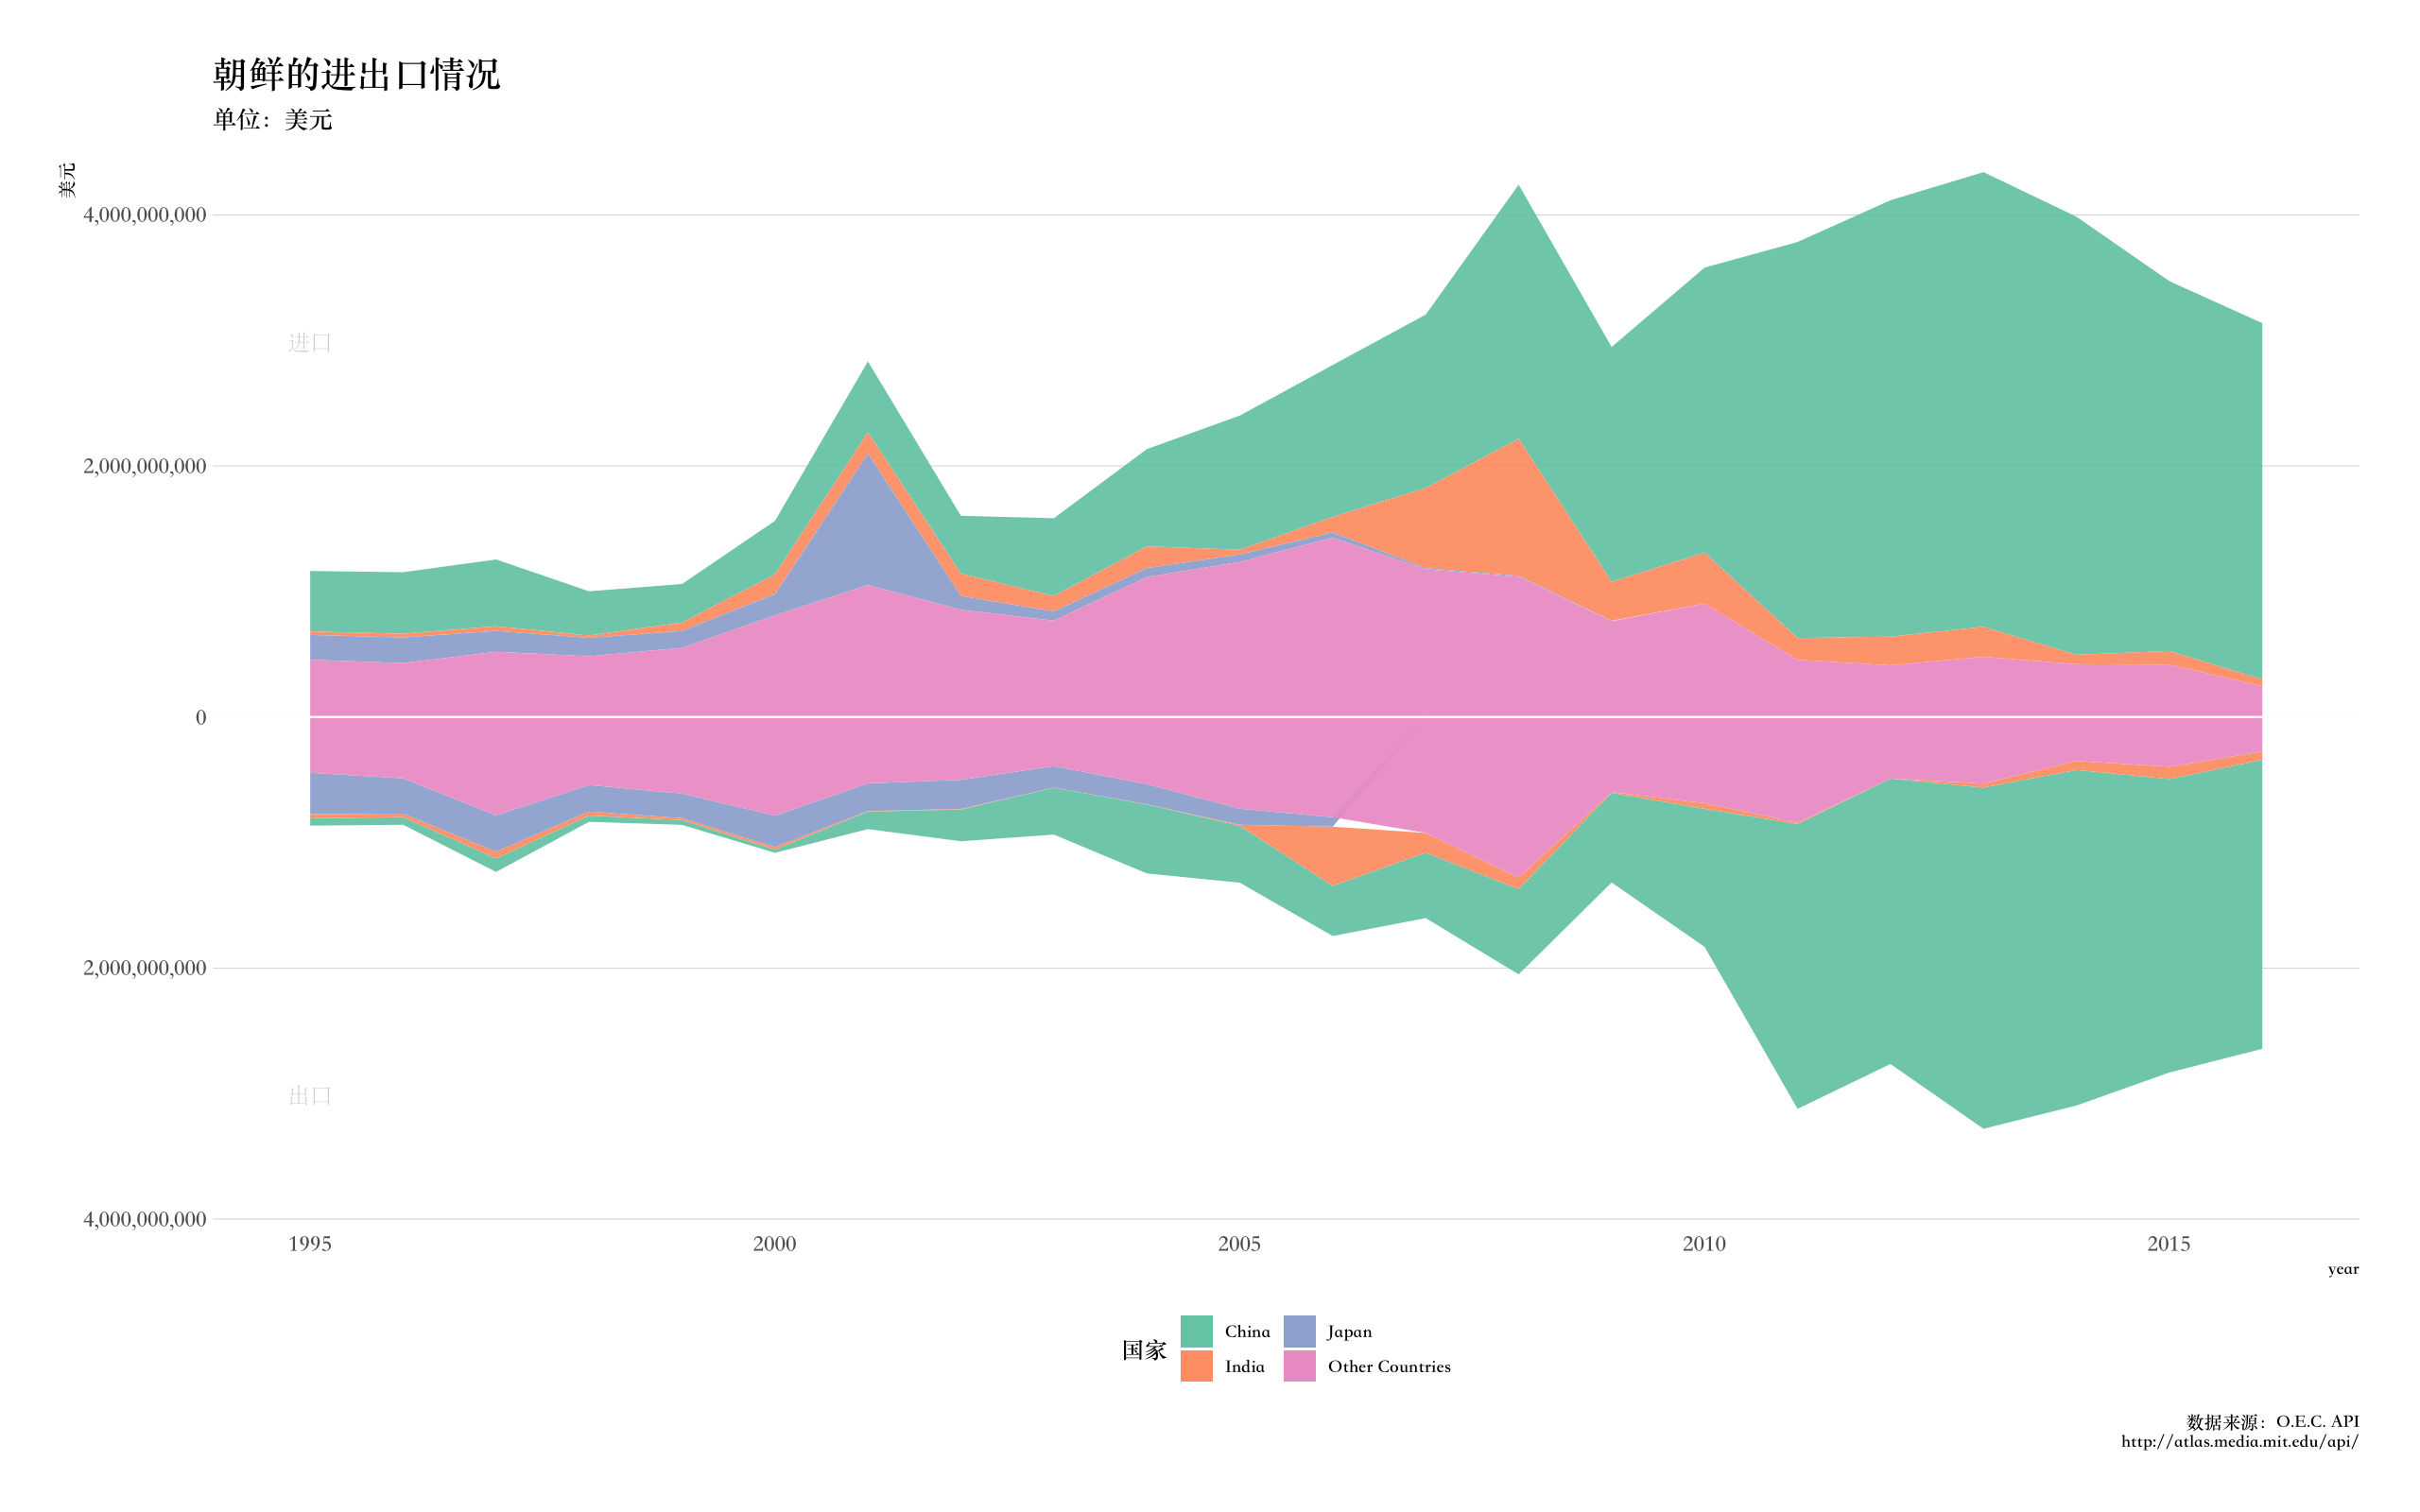 朝鲜的进出口情况
单位：美元
美元
4,000,000,000
进口
2,000,000,000
0
2,000,000,000
出口
4,000,000,000
1995 2000 2005 2010 2015
year
国家
China Japan
India Other Countries
数据来源：O.E.C. API
http://atlas.media.mit.edu/api/